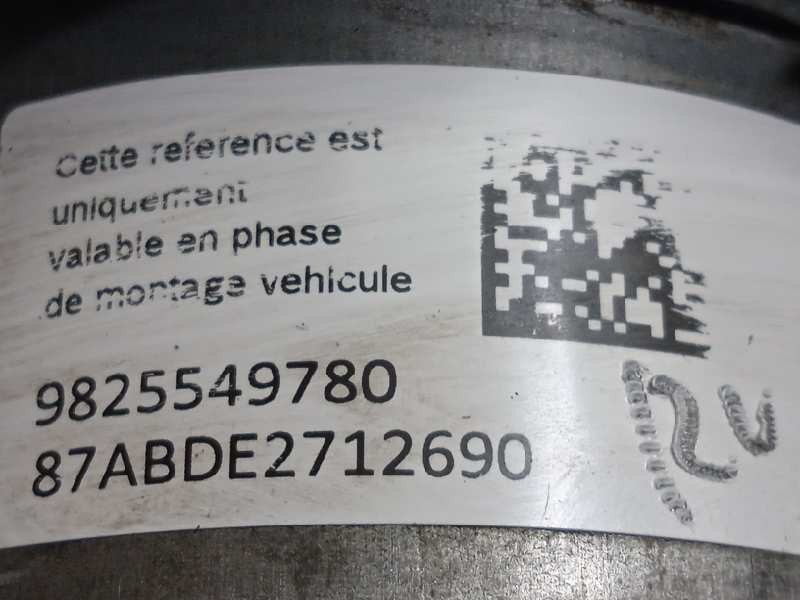 Cette reference est
uniquement
valable en phase
de montage vehicule
9825549780
87ABDE2712690